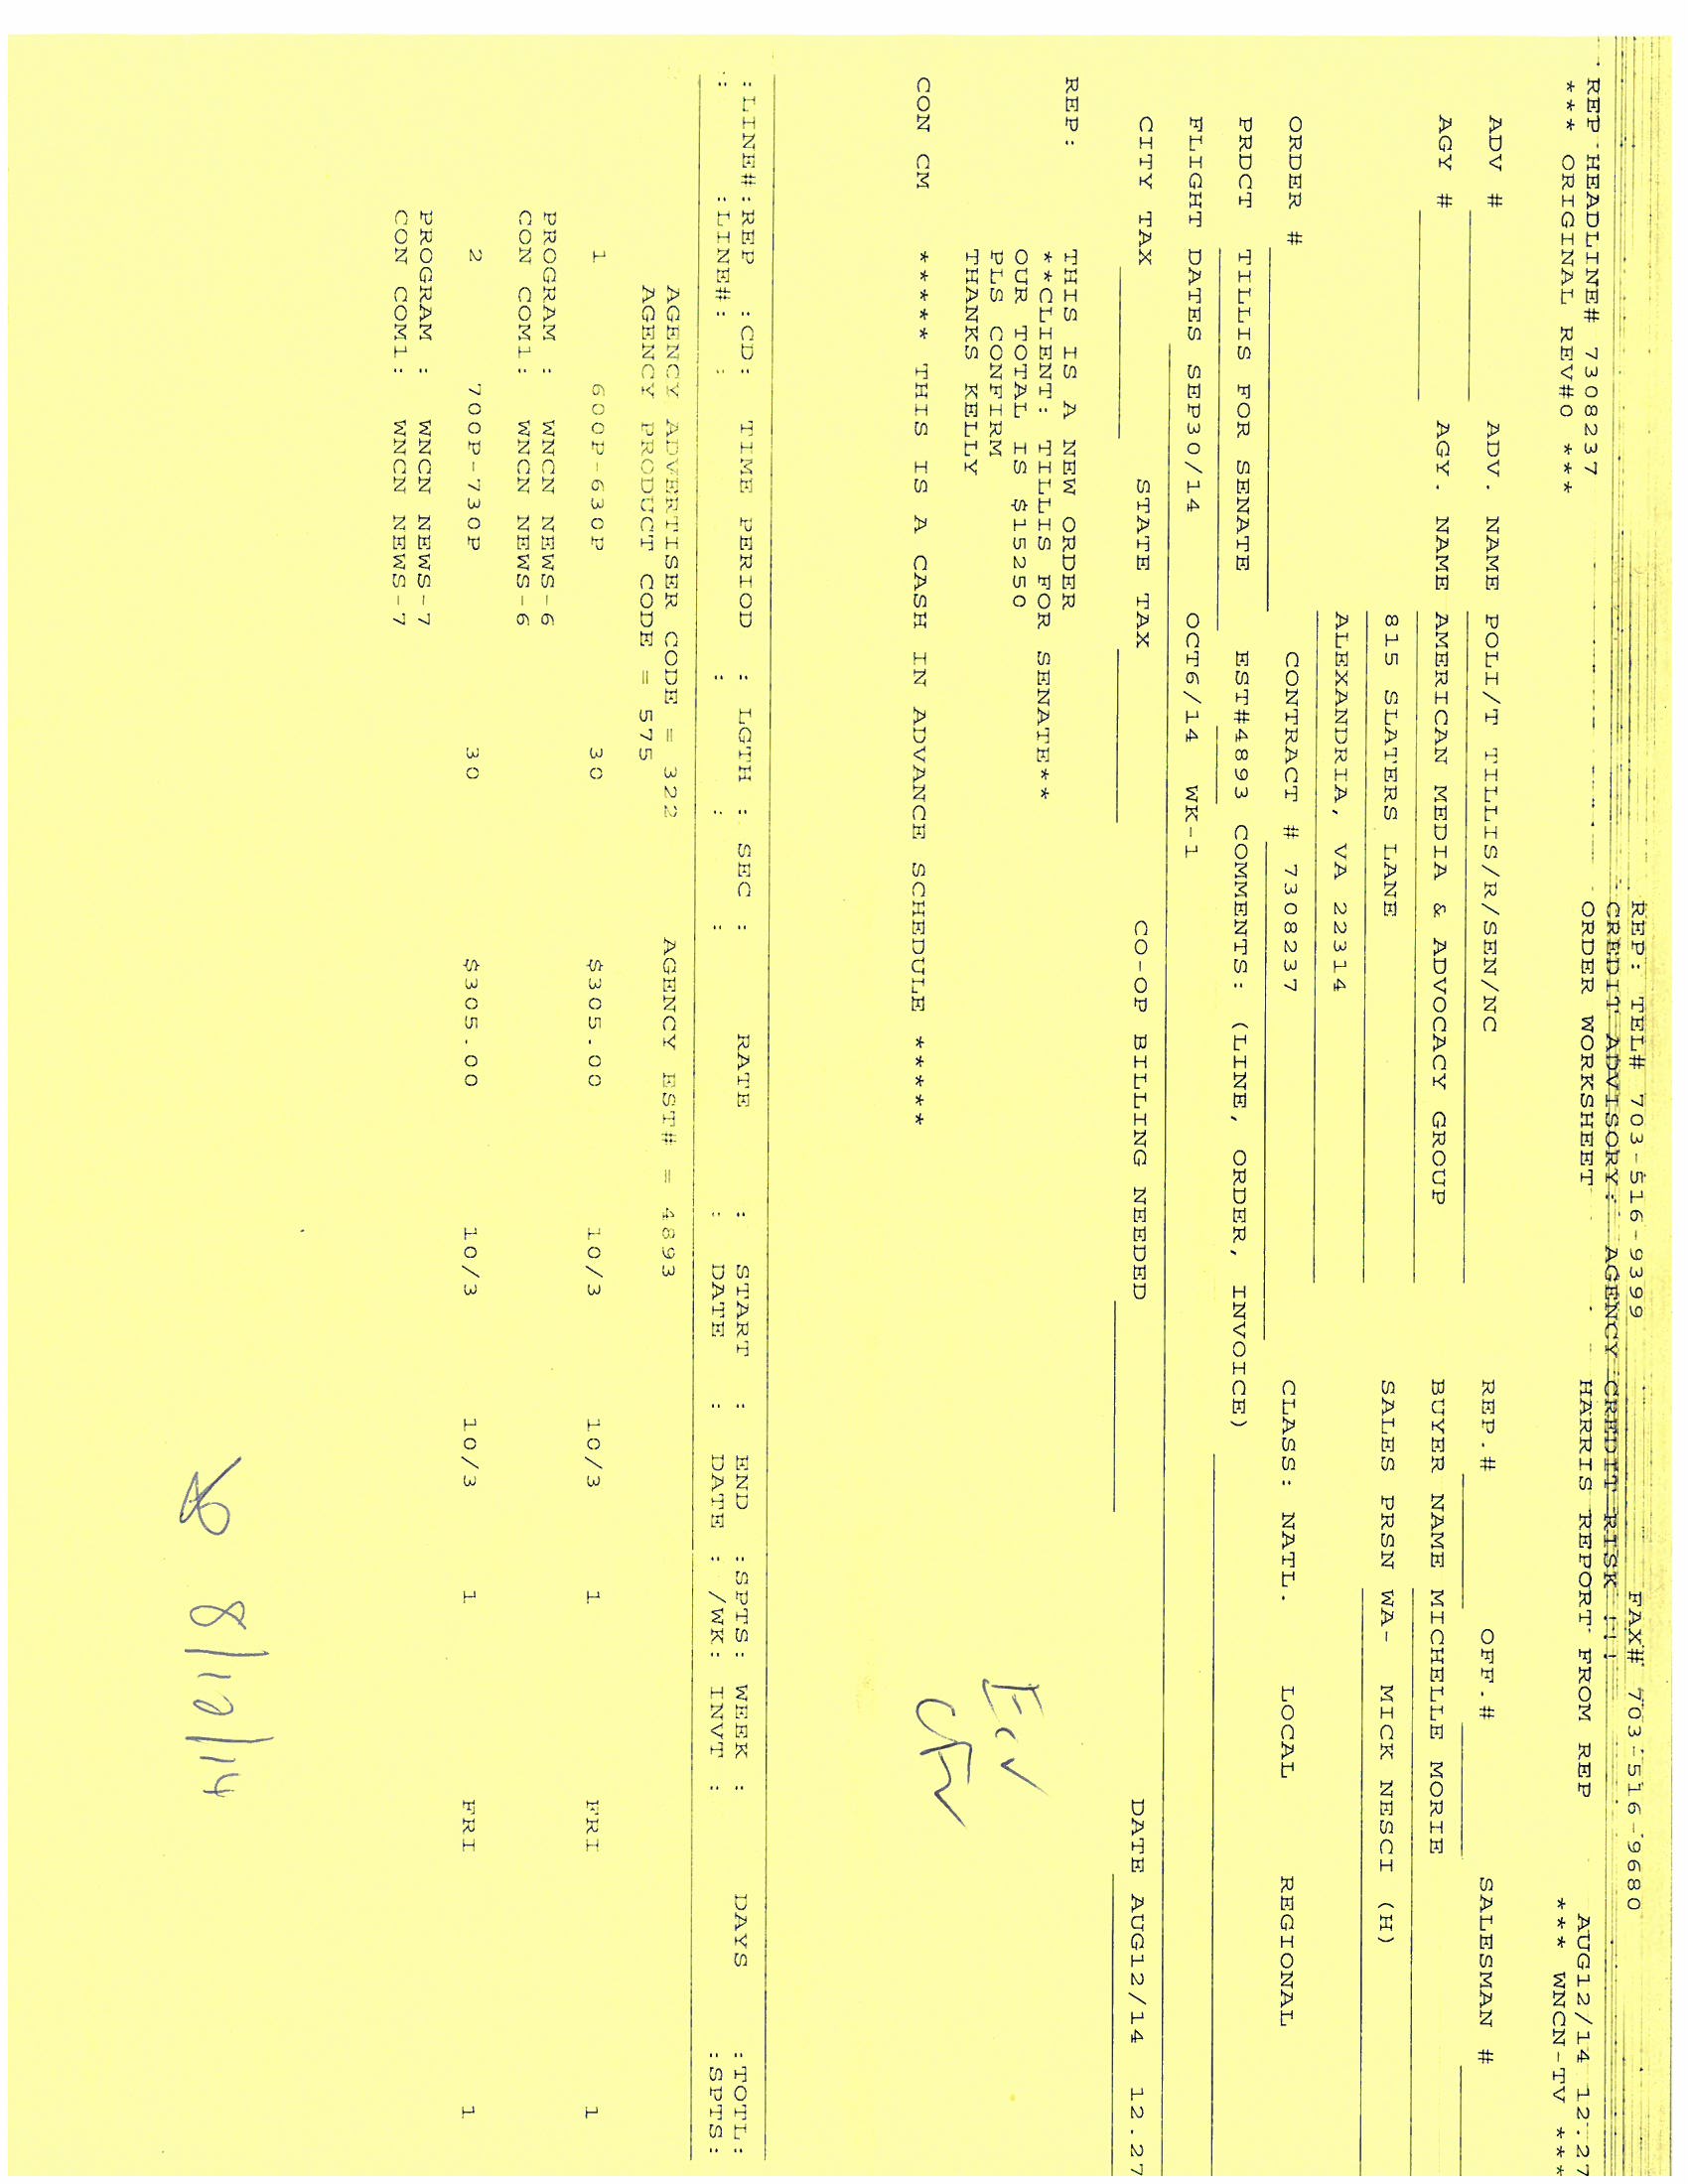 REP: TEL# 703-516-9399 FAX# 703-516-9680
CREDIT ADVISORY: AGENCY CREDIT RISK !!!
REP HEADLINE# 7308237 ORDER WORKSHEET HARRIS REPORT FROM REP AUG12/14 12.27
*** ORIGINAL REV#0 *** *** WNCN-TV ***
ADV # ADV. NAME POLI/T TILLIS/R/SEN/NC REP.# OFF.# SALESMAN #
AGY # AGY. NAME AMERICAN MEDIA & ADVOCACY GROUP BUYER NAME MICHELLE MORIE
815 SLATERS LANE SALES PRSN WA- MICK NESCI (H)
ALEXANDRIA, VA 22314
ORDER # CONTRACT # 7308237 CLASS: NATL. LOCAL REGIONAL
PRDCT TILLIS FOR SENATE EST#4893 COMMENTS: (LINE, ORDER, INVOICE)
FLIGHT DATES SEP30/14 OCT6/14 WK-1
CITY TAX STATE TAX CO-OP BILLING NEEDED DATE AUG12/14 12.27
REP: THIS IS A NEW ORDER
**CLIENT: TILLIS FOR SENATE**
OUR TOTAL IS $15250
PLS CONFIRM
THANKS KELLY
CON CM ***** THIS IS A CASH IN ADVANCE SCHEDULE *****
:LINE#:REP :CD: TIME PERIOD : LGTH : SEC : RATE : START : END :SPTS: WEEK : DAYS :TOTL:
: :LINE#: : : : : : DATE : DATE : /WK: INVT : :SPTS:
AGENCY ADVERTISER CODE = 322 AGENCY EST# = 4893
AGENCY PRODUCT CODE = 575
1 600P-630P 30 $305.00 10/3 10/3 1 FRI 1
PROGRAM : WNCN NEWS-6
CON COM1: WNCN NEWS-6
2 700P-730P 30 $305.00 10/3 10/3 1 FRI 1
PROGRAM : WNCN NEWS-7
CON COM1: WNCN NEWS-7